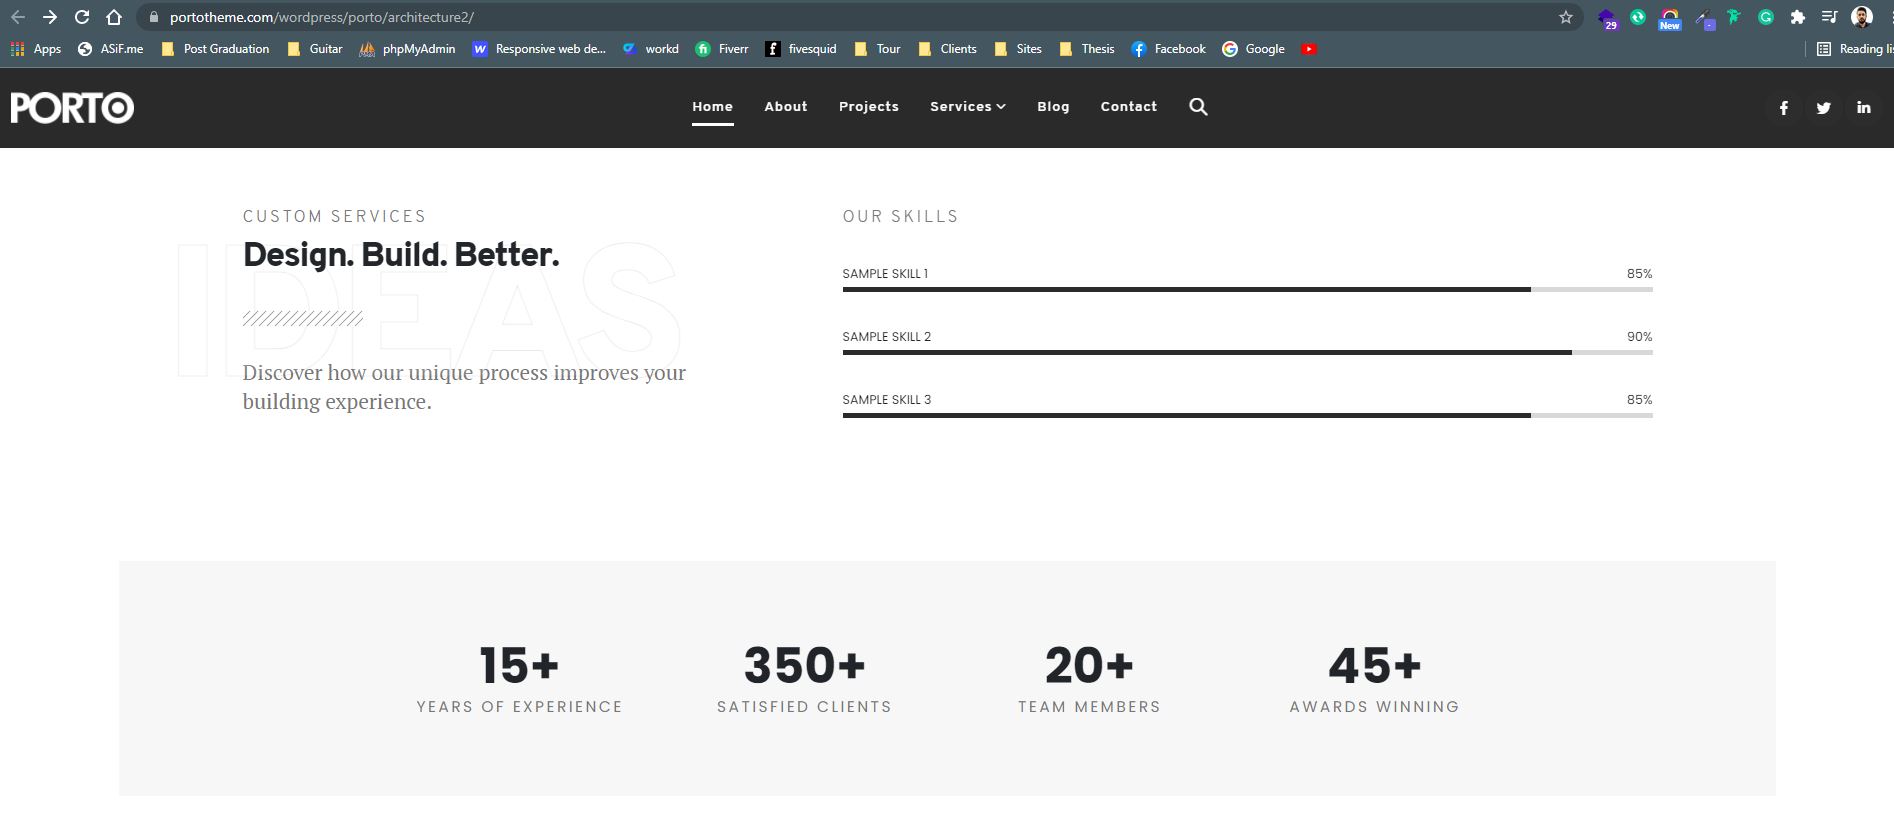 portotheme.com/wordpress/porto/architecture2/
29
New
Apps ASiF.me Post Graduation Guitar phpMyAdmin Responsive web de... workd Fiverr fivesquid Tour Clients Sites Thesis Facebook Google Reading lis
PORTO
Home About Projects Services Blog Contact
CUSTOM SERVICES
IDEAS
Design. Build. Better.
Discover how our unique process improves your
building experience.
OUR SKILLS
SAMPLE SKILL 1 85%
SAMPLE SKILL 2 90%
SAMPLE SKILL 3 85%
15+ 350+ 20+ 45+
YEARS OF EXPERIENCE SATISFIED CLIENTS TEAM MEMBERS AWARDS WINNING